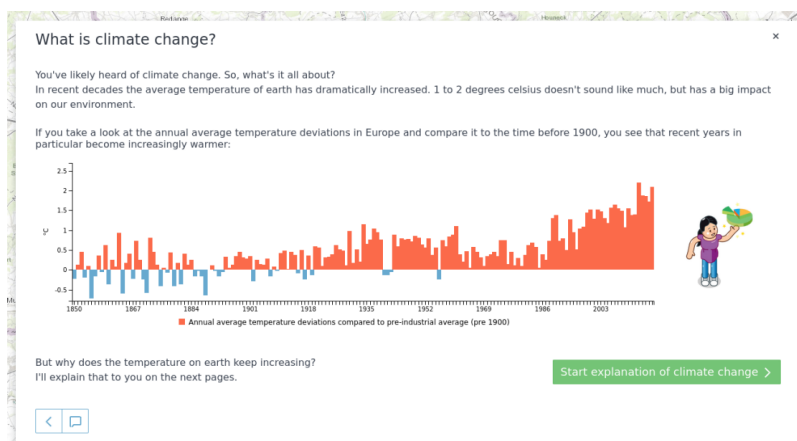 Redange
Hosingen
What is climate change?
×
You've likely heard of climate change. So, what's it all about?
In recent decades the average temperature of earth has dramatically increased. 1 to 2 degrees celsius doesn't sound like much, but has a big impact
on our environment.
If you take a look at the annual average temperature deviations in Europe and compare it to the time before 1900, you see that recent years in
particular become increasingly warmer:
2.5
2
1.5
1
0.5
0
-0.5
°C
1850 1867 1884 1901 1918 1935 1952 1969 1986 2003
Annual average temperature deviations compared to pre-industrial average (pre 1900)
But why does the temperature on earth keep increasing?
I'll explain that to you on the next pages.
Start explanation of climate change